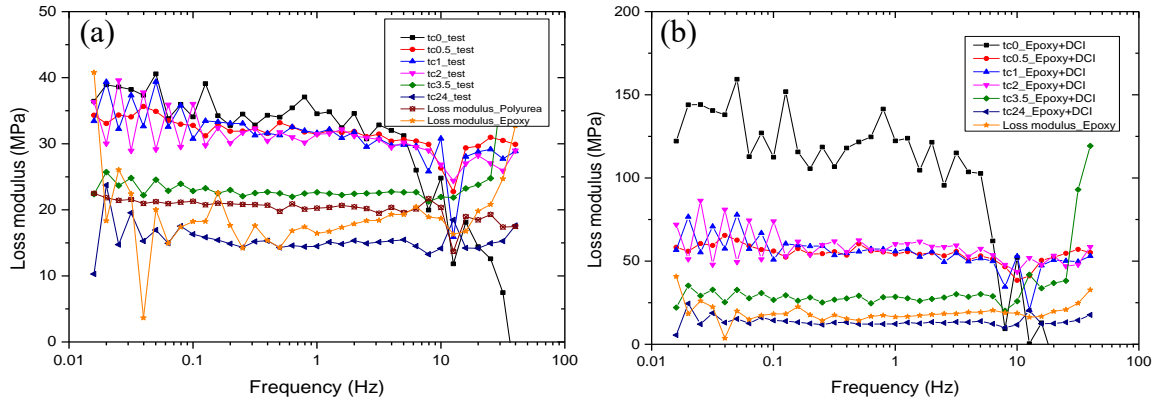 (a)
tc0_test
tc0.5_test
tc1_test
tc2_test
tc3.5_test
tc24_test
Loss modulus_Polyurea
Loss modulus_Epoxy
50
40
30
20
10
0
Loss modulus (MPa)
0.01 0.1 1 10 100
Frequency (Hz)
(b)
tc0_Epoxy+DCI
tc0.5_Epoxy+DCI
tc1_Epoxy+DCI
tc2_Epoxy+DCI
tc3.5_Epoxy+DCI
tc24_Epoxy+DCI
Loss modulus_Epoxy
200
150
100
50
0
Loss modulus (MPa)
0.01 0.1 1 10 100
Frequency (Hz)